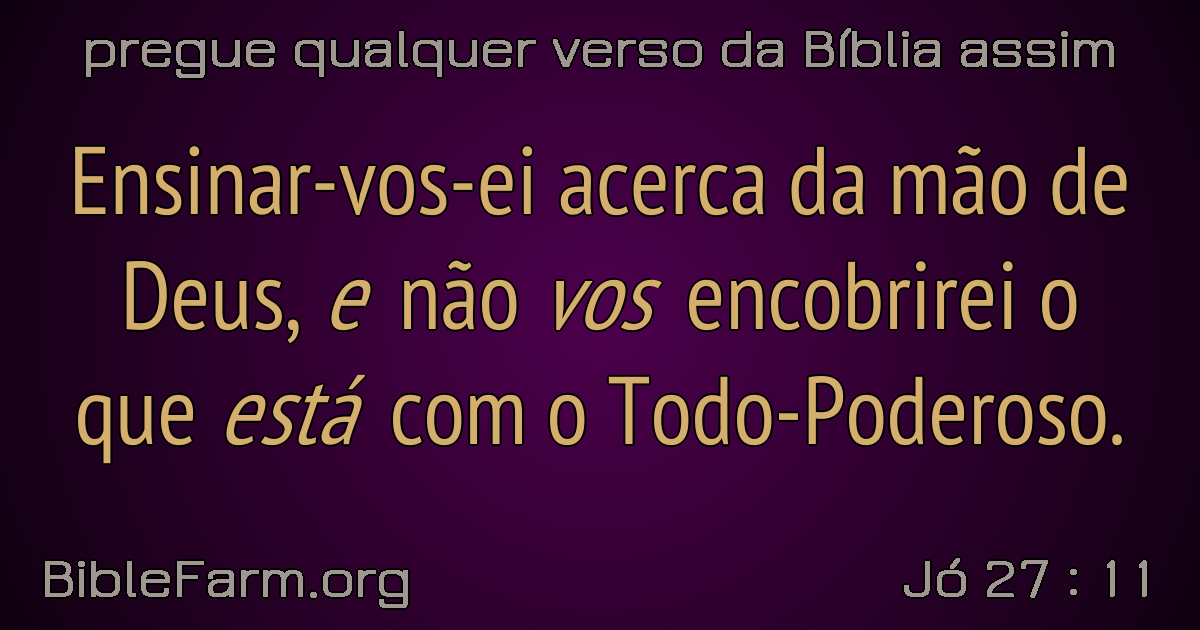 pregue qualquer verso da Bíblia assim
Ensinar-vos-ei acerca da mão de
Deus, e não vos encobrirei o
que está com o Todo-Poderoso.
BibleFarm.org
Jó 27 : 11